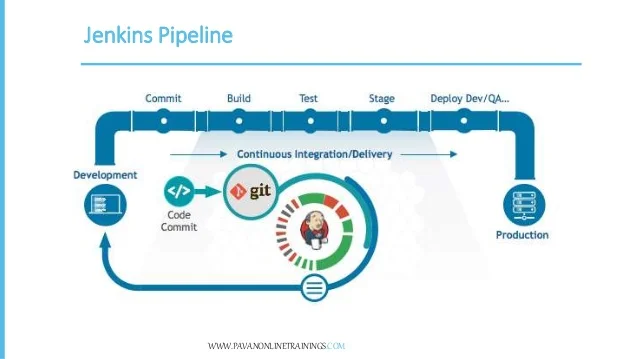 Jenkins Pipeline
Commit Build Test Stage Deploy Dev/QA...
Continuous Integration/Delivery
Development
git
Code
Commit
Production
WWW.PAVANONLINETRAININGS.COM